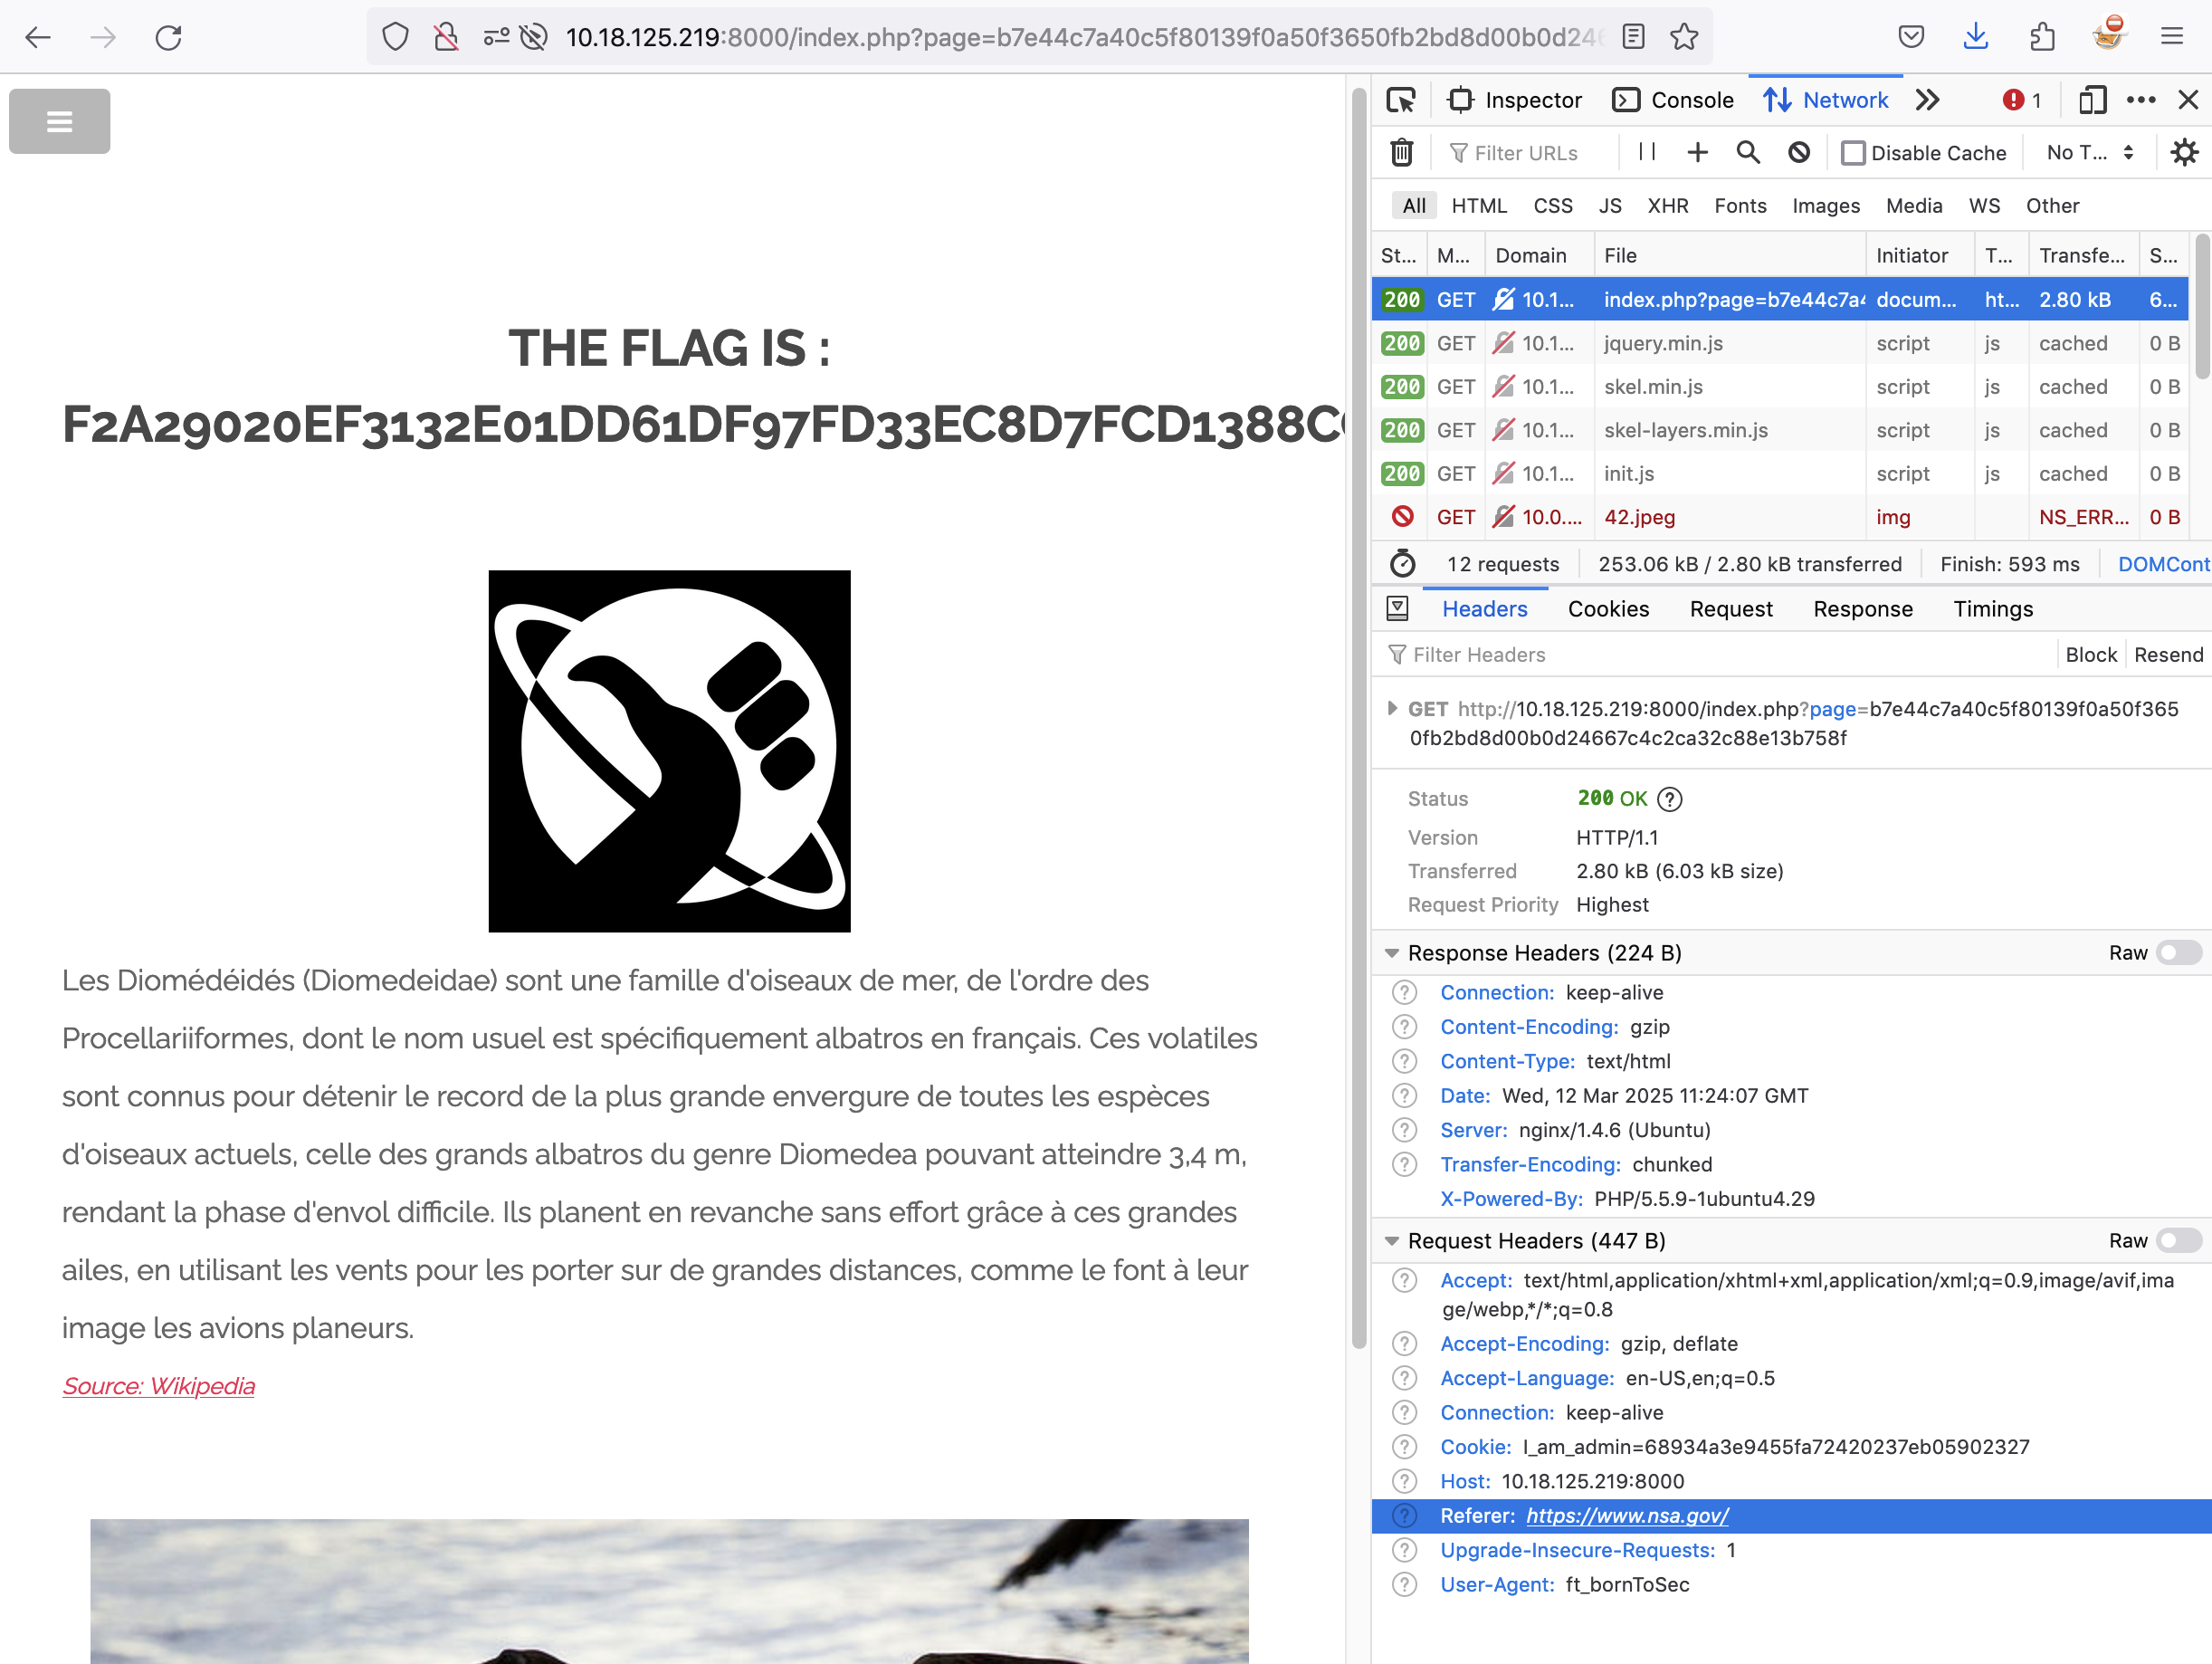 10.18.125.219:8000/index.php?page=b7e44c7a40c5f80139f0a50f3650fb2bd8d00b0d246
THE FLAG IS :
F2A29020EF3132E01DD61DF97FD33EC8D7FCD1388C
Les Diomédéidés (Diomedeidae) sont une famille d'oiseaux de mer, de l'ordre des
Procellariiformes, dont le nom usuel est spécifiquement albatros en français. Ces volatiles
sont connus pour détenir le record de la plus grande envergure de toutes les espèces
d'oiseaux actuels, celle des grands albatros du genre Diomedea pouvant atteindre 3,4 m,
rendant la phase d'envol difficile. Ils planent en revanche sans effort grâce à ces grandes
ailes, en utilisant les vents pour les porter sur de grandes distances, comme le font à leur
image les avions planeurs.
Source: Wikipedia
Inspector Console Network 1
Filter URLs Disable Cache No T...
All HTML CSS JS XHR Fonts Images Media WS Other
St... M... Domain File Initiator T... Transfe... S...
200 GET 10.1... index.php?page=b7e44c7a4 docum... ht... 2.80 kB 6...
200 GET 10.1... jquery.min.js script js cached 0 B
200 GET 10.1... skel.min.js script js cached 0 B
200 GET 10.1... skel-layers.min.js script js cached 0 B
200 GET 10.1... init.js script js cached 0 B
GET 10.0.... 42.jpeg img NS_ERR... 0 B
12 requests 253.06 kB / 2.80 kB transferred Finish: 593 ms DOMCont
Headers Cookies Request Response Timings
Filter Headers Block Resend
GET http://10.18.125.219:8000/index.php?page=b7e44c7a40c5f80139f0a50f365
0fb2bd8d00b0d24667c4c2ca32c88e13b758f
Status 200 OK ?
Version HTTP/1.1
Transferred 2.80 kB (6.03 kB size)
Request Priority Highest
Response Headers (224 B) Raw
? Connection: keep-alive
? Content-Encoding: gzip
? Content-Type: text/html
? Date: Wed, 12 Mar 2025 11:24:07 GMT
? Server: nginx/1.4.6 (Ubuntu)
? Transfer-Encoding: chunked
X-Powered-By: PHP/5.5.9-1ubuntu4.29
Request Headers (447 B) Raw
? Accept: text/html,application/xhtml+xml,application/xml;q=0.9,image/avif,ima
ge/webp,*/*;q=0.8
? Accept-Encoding: gzip, deflate
? Accept-Language: en-US,en;q=0.5
? Connection: keep-alive
? Cookie: I_am_admin=68934a3e9455fa72420237eb05902327
? Host: 10.18.125.219:8000
? Referer: https://www.nsa.gov/
? Upgrade-Insecure-Requests: 1
? User-Agent: ft_bornToSec